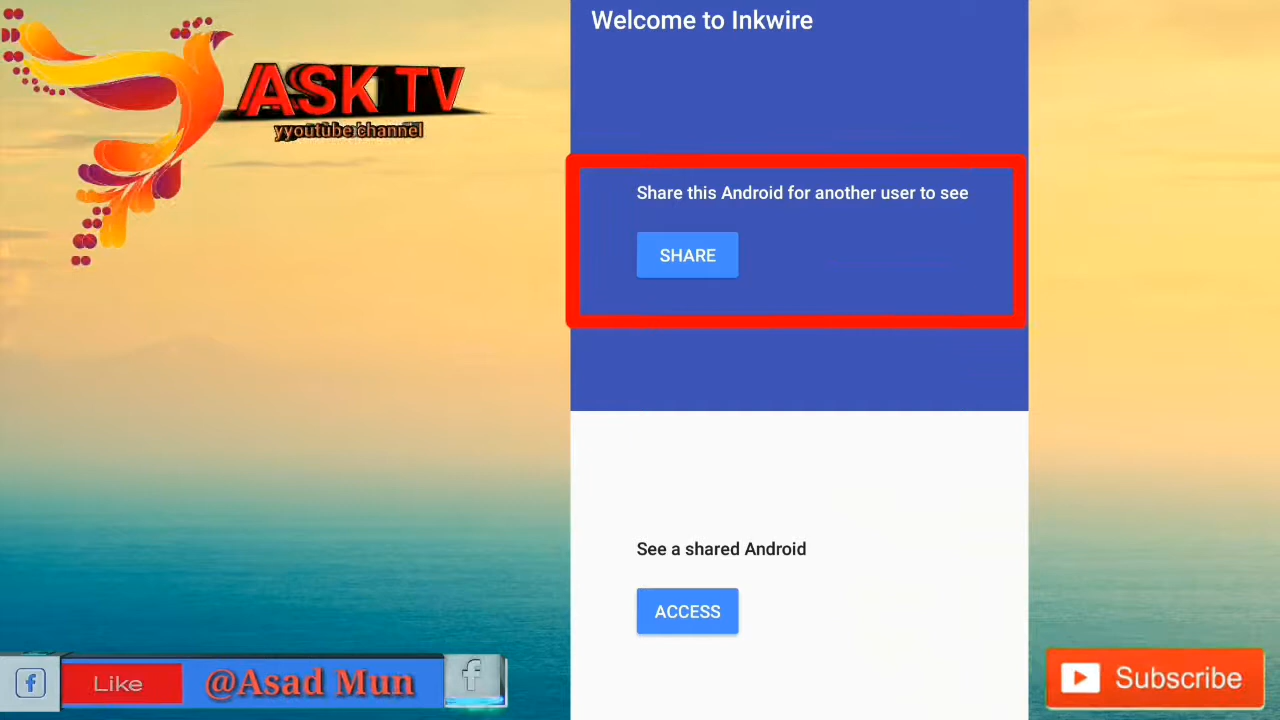 ASK TV
yyoutube channel
Welcome to Inkwire
Share this Android for another user to see
SHARE
See a shared Android
ACCESS
Like
@Asad Mun
Subscribe